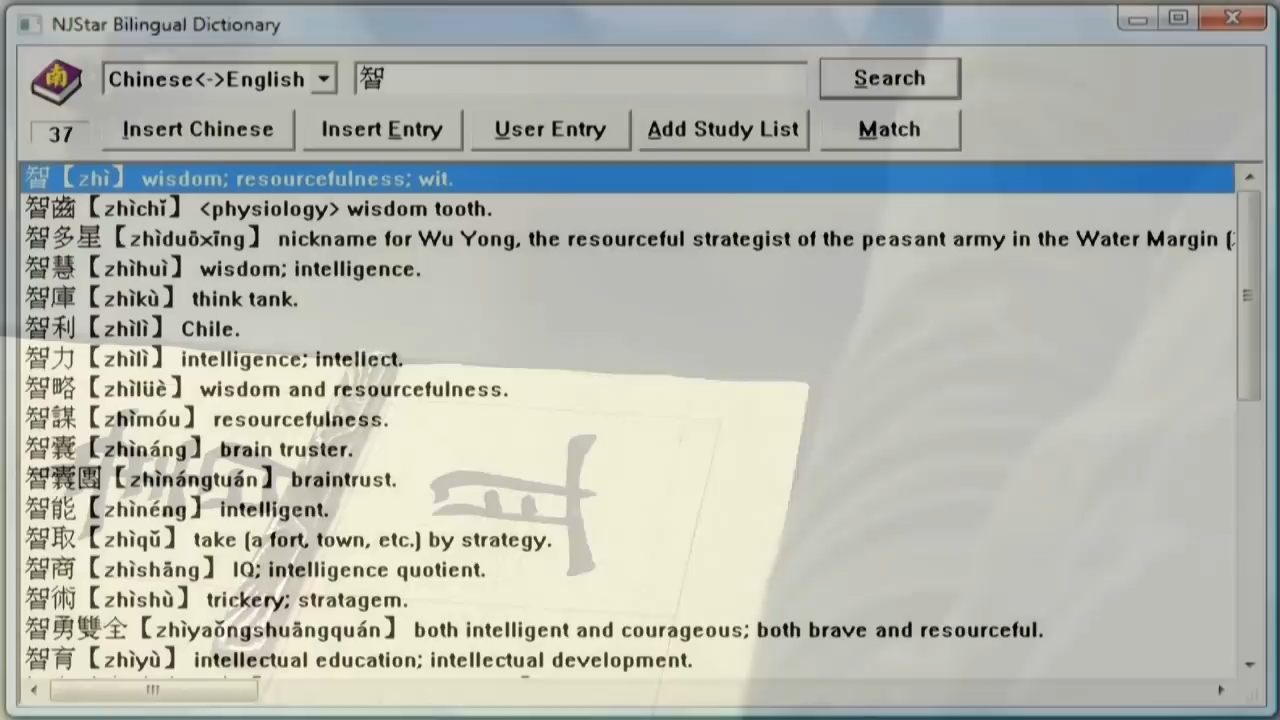 NJStar Bilingual Dictionary
南 Chinese<->English 智 Search
37 Insert Chinese Insert Entry User Entry Add Study List Match
智【zhì】 wisdom; resourcefulness; wit.
智齒【zhìchǐ】 <physiology> wisdom tooth.
智多星【zhìduōxīng】 nickname for Wu Yong, the resourceful strategist of the peasant army in the Water Margin (
智慧【zhìhuì】 wisdom; intelligence.
智庫【zhìkù】 think tank.
智利【zhìlì】 Chile.
智力【zhìlì】 intelligence; intellect.
智略【zhìlüè】 wisdom and resourcefulness.
智謀【zhìmóu】 resourcefulness.
智囊【zhìnáng】 brain truster.
智囊團【zhìnángtuán】 braintrust.
智能【zhìnéng】 intelligent.
智取【zhìqǔ】 take (a fort, town, etc.) by strategy.
智商【zhìshāng】 IQ; intelligence quotient.
智術【zhìshù】 trickery; stratagem.
智勇雙全【zhìyaǒngshuāngquán】 both intelligent and courageous; both brave and resourceful.
智育【zhìyù】 intellectual education; intellectual development.